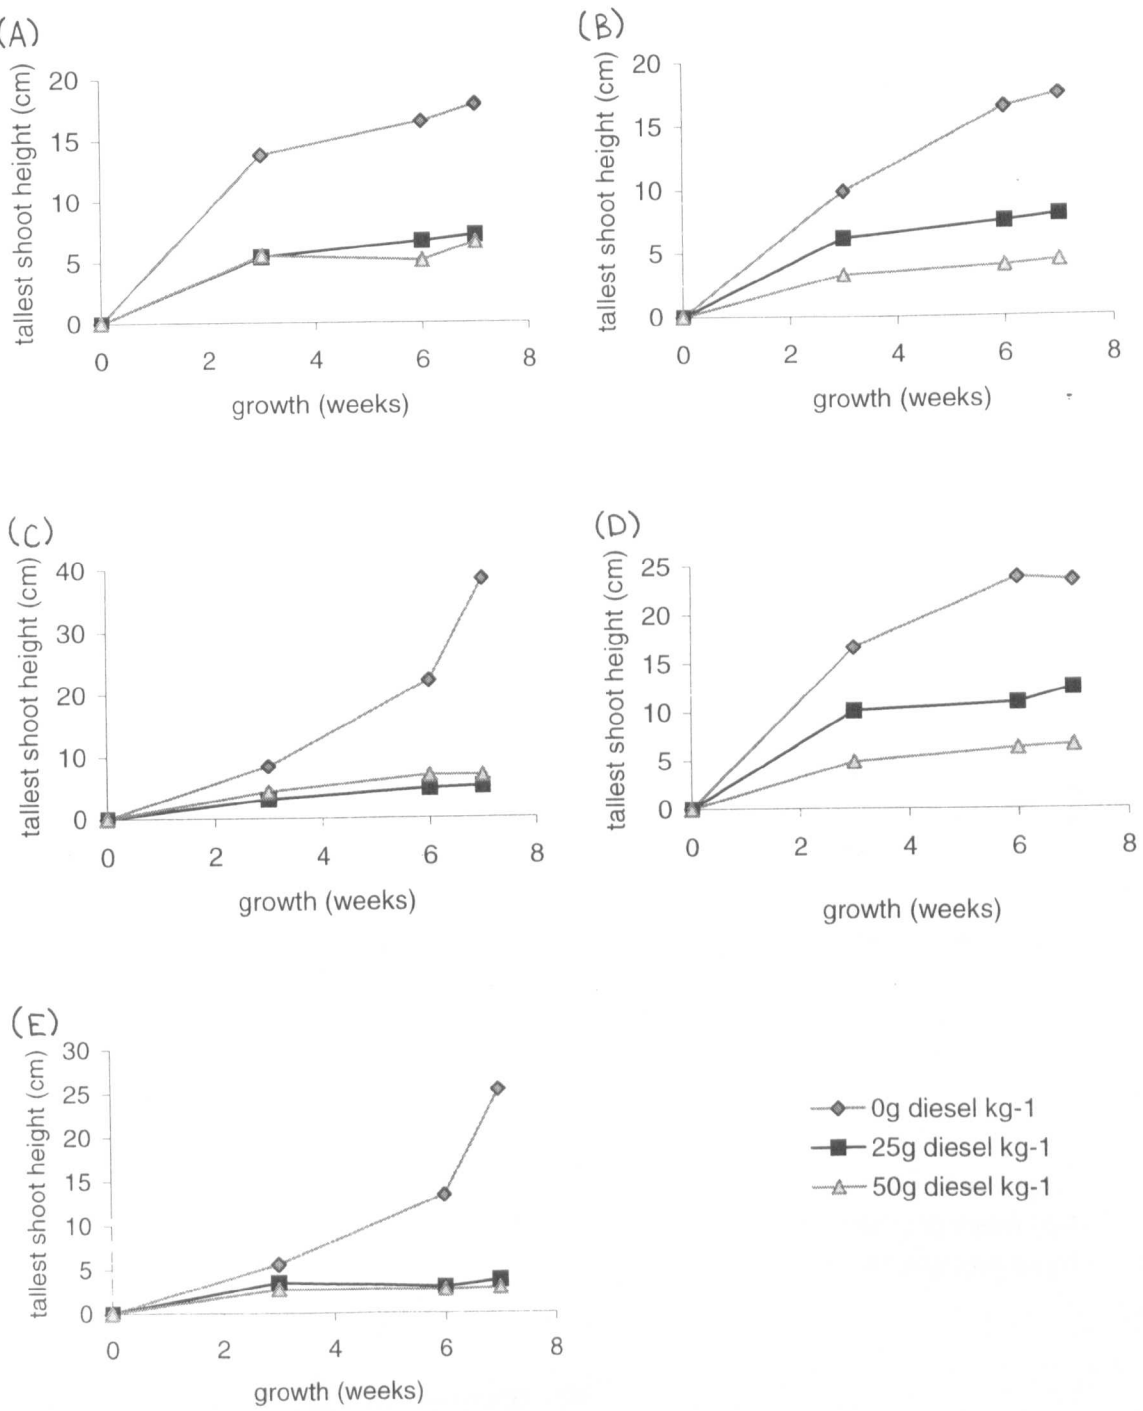 (A)
tallest shoot height (cm)
20
15
10
5
0
0 2 4 6 8
growth (weeks)
(B)
tallest shoot height (cm)
20
15
10
5
0
0 2 4 6 8
growth (weeks)
(C)
tallest shoot height (cm)
40
30
20
10
0
0 2 4 6 8
growth (weeks)
(D)
tallest shoot height (cm)
25
20
15
10
5
0
0 2 4 6 8
growth (weeks)
(E)
tallest shoot height (cm)
30
25
20
15
10
5
0
0 2 4 6 8
growth (weeks)
0g diesel kg-1
25g diesel kg-1
50g diesel kg-1